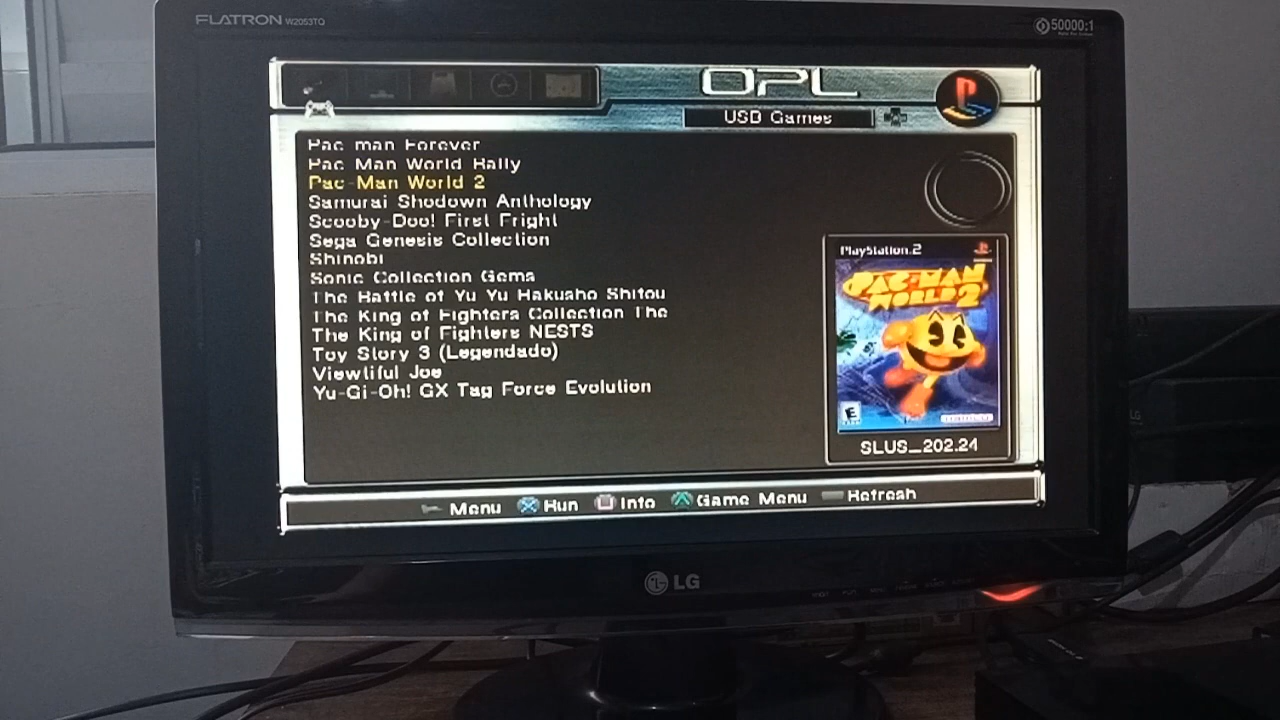 FLATRON W2053TQ
50000:1
OPL
USB Games
Pac man Forever
Pac Man World Rally
Pac-Man World 2
Samurai Shodown Anthology
Scooby-Doo! First Fright
Sega Genesis Collection
Shinobi
Sonic Collection Gems
The Battle of Yu Yu Hakusho Shitou
The King of Fighters Collection The
The King of Fighters NESTS
Toy Story 3 (Legendado)
Viewtiful Joe
Yu-Gi-Oh! GX Tag Force Evolution
PlayStation 2
PAC-MAN
WORLD 2
E
SLUS_202.24
Menu Run Info Game Menu Refresh
LG